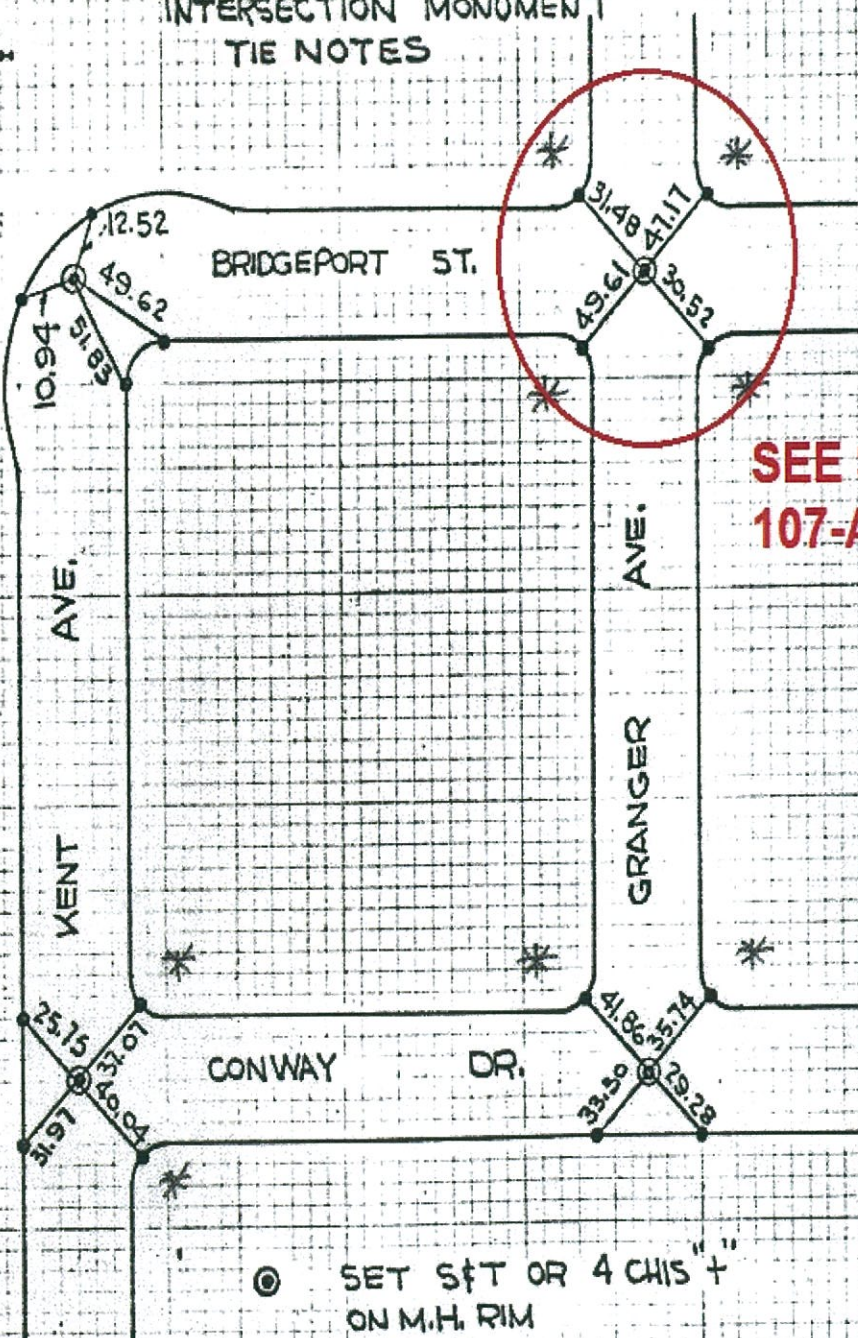 INTERSECTION MONUMENT
TIE NOTES
12.52
31.48
47.17
BRIDGEPORT ST.
49.62
49.61
30.52
10.94
51.83
SEE
107-A
AVE.
AVE.
GRANGER
KENT
25.75
37.07
41.86
35.74
CONWAY DR.
31.97
40.04
33.50
29.28
SET S&T OR 4 CHIS "+"
ON M.H. RIM